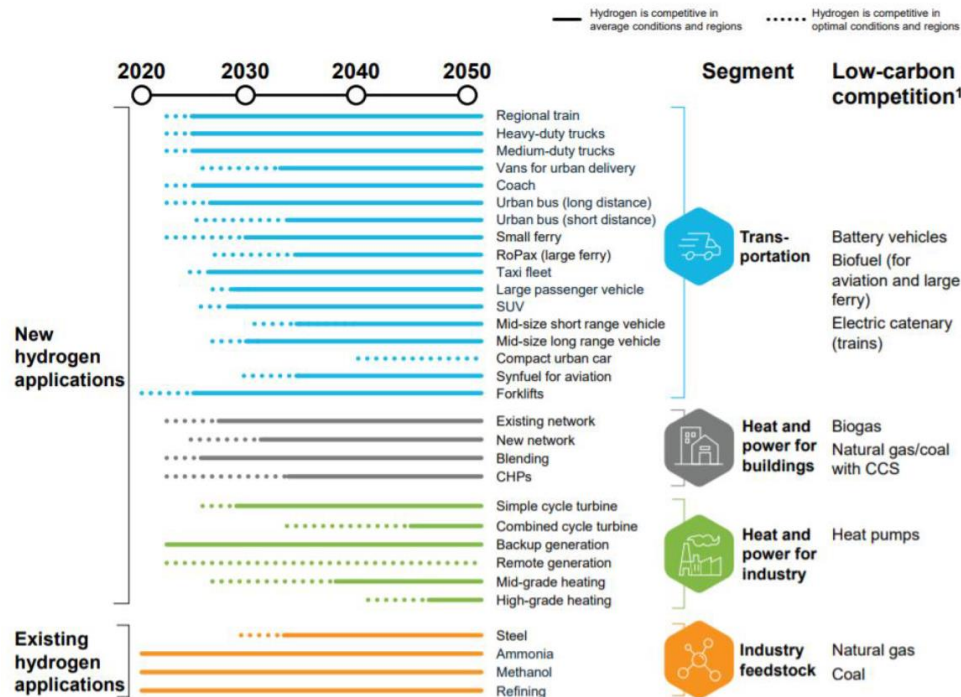 Hydrogen is competitive in
average conditions and regions
Hydrogen is competitive in
optimal conditions and regions
2020
2030
2040
2050
Segment
Low-carbon
competition¹
New
hydrogen
applications
Regional train
Heavy-duty trucks
Medium-duty trucks
Vans for urban delivery
Coach
Urban bus (long distance)
Urban bus (short distance)
Small ferry
RoPax (large ferry)
Taxi fleet
Large passenger vehicle
SUV
Mid-size short range vehicle
Mid-size long range vehicle
Compact urban car
Synfuel for aviation
Forklifts
Trans-
portation
Battery vehicles
Biofuel (for
aviation and large
ferry)
Electric catenary
(trains)
Existing network
New network
Blending
CHPs
Heat and
power for
buildings
Biogas
Natural gas/coal
with CCS
Simple cycle turbine
Combined cycle turbine
Backup generation
Remote generation
Mid-grade heating
High-grade heating
Heat and
power for
industry
Heat pumps
Existing
hydrogen
applications
Steel
Ammonia
Methanol
Refining
Industry
feedstock
Natural gas
Coal